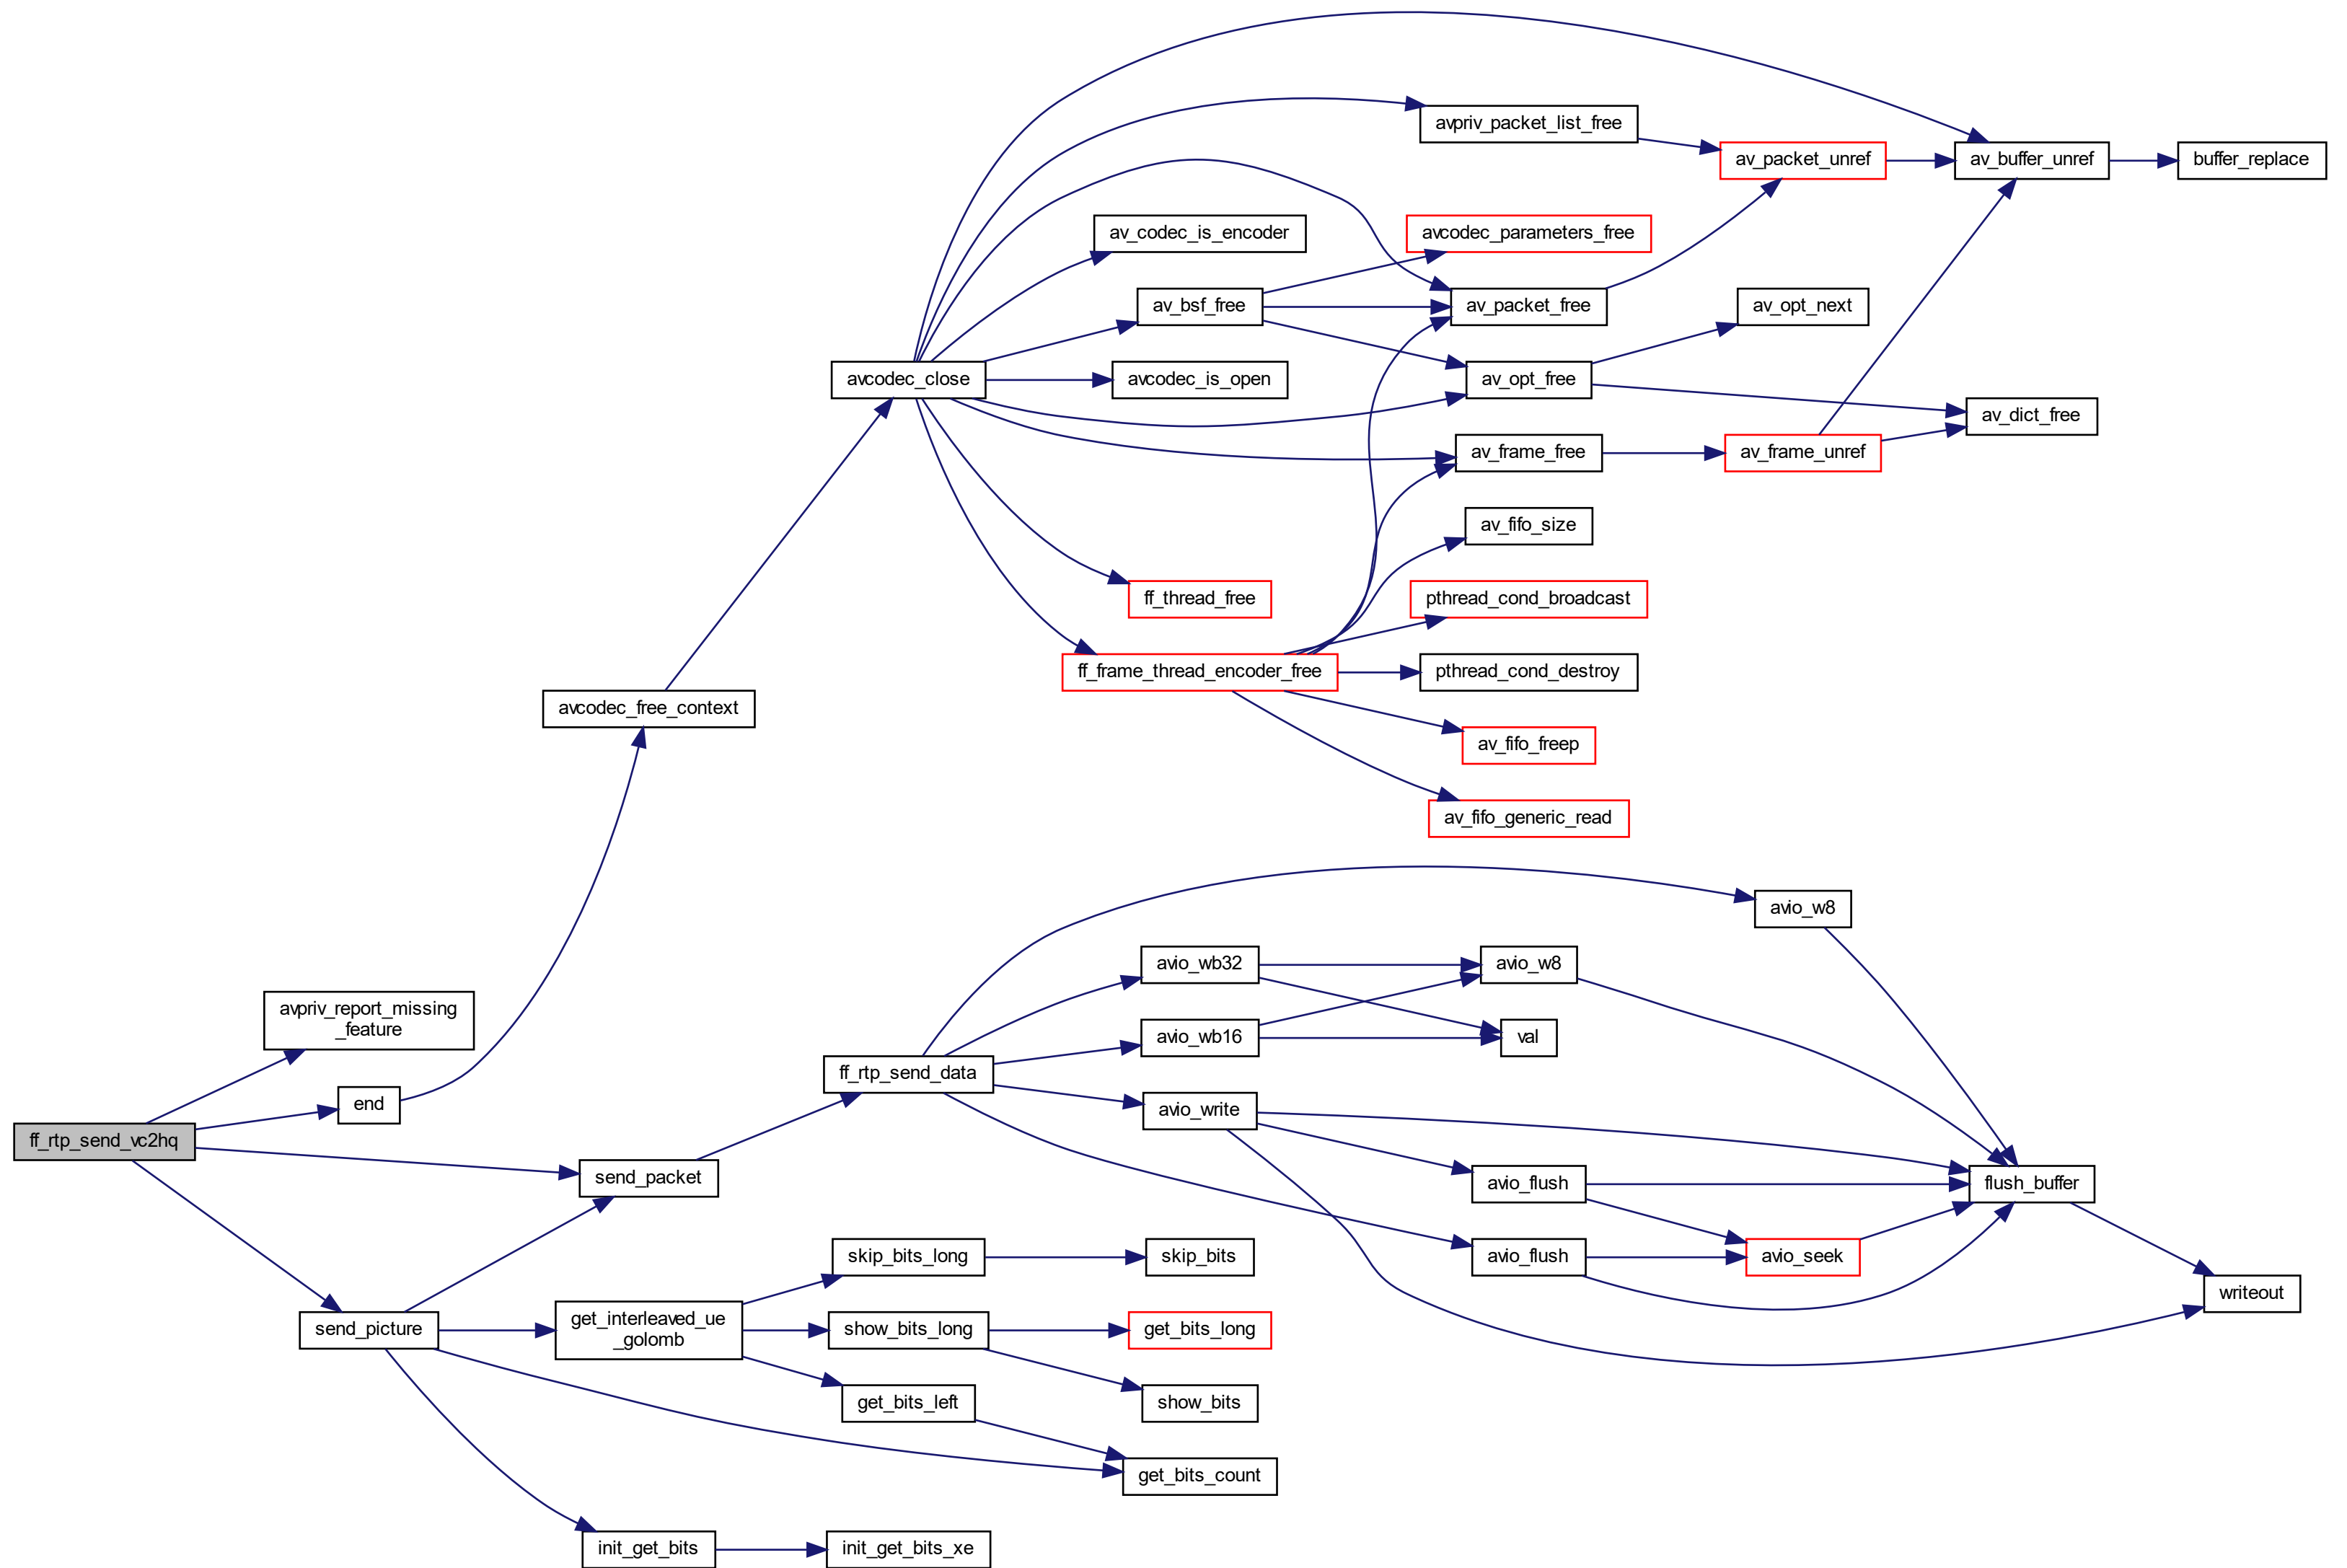 avpriv_packet_list_free
av_packet_unref
av_buffer_unref
buffer_replace
av_codec_is_encoder
avcodec_parameters_free
av_bsf_free
av_packet_free
av_opt_next
avcodec_close
avcodec_is_open
av_opt_free
av_dict_free
av_frame_free
av_frame_unref
av_fifo_size
ff_thread_free
pthread_cond_broadcast
ff_frame_thread_encoder_free
pthread_cond_destroy
avcodec_free_context
av_fifo_freep
av_fifo_generic_read
avio_w8
avio_wb32
avio_w8
avpriv_report_missing
_feature
avio_wb16
val
ff_rtp_send_data
end
avio_write
ff_rtp_send_vc2hq
send_packet
avio_flush
flush_buffer
skip_bits_long
skip_bits
avio_flush
avio_seek
writeout
send_picture
get_interleaved_ue
_golomb
show_bits_long
get_bits_long
get_bits_left
show_bits
get_bits_count
init_get_bits
init_get_bits_xe